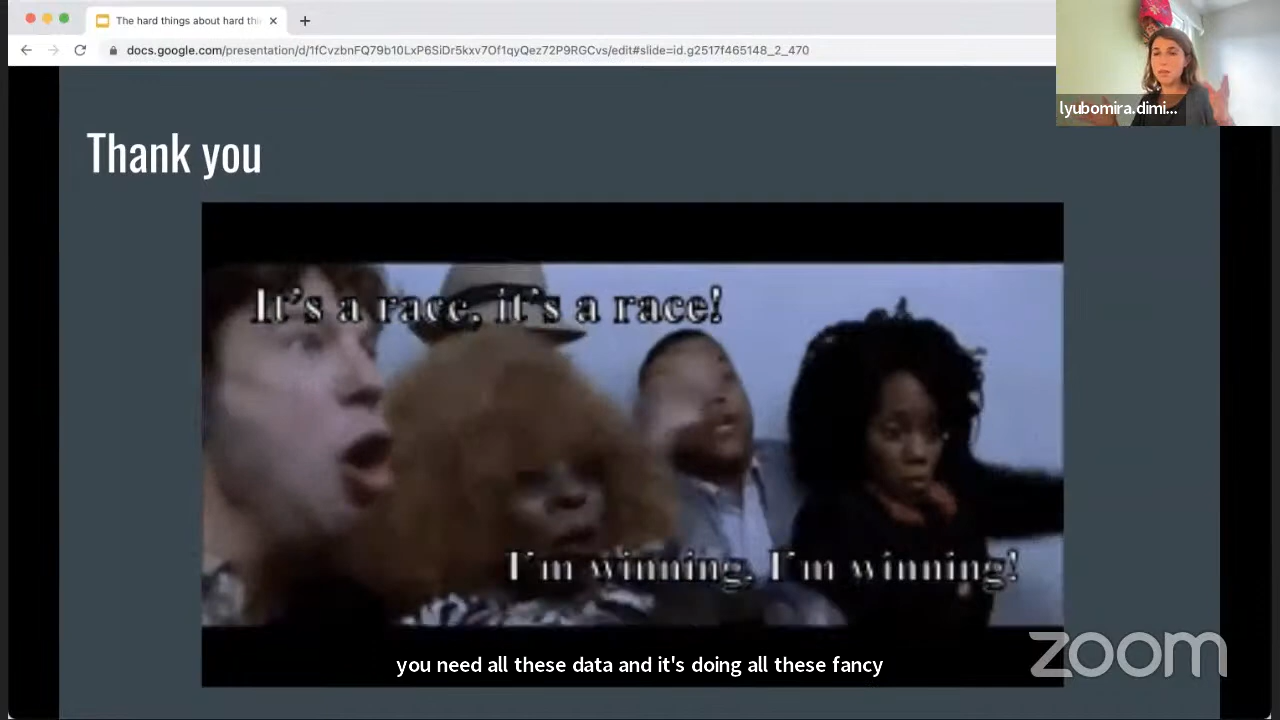 The hard things about hard thi
docs.google.com/presentation/d/1fCvzbnFQ79b10LxP6SiDr5kxv7Of1qyQez72P9RGCvs/edit#slide=id.g2517f465148_2_470
lyubomira.dimi...
Thank you
It's a race, it's a race!
I'm winning, I'm winning!
zoom
you need all these data and it's doing all these fancy